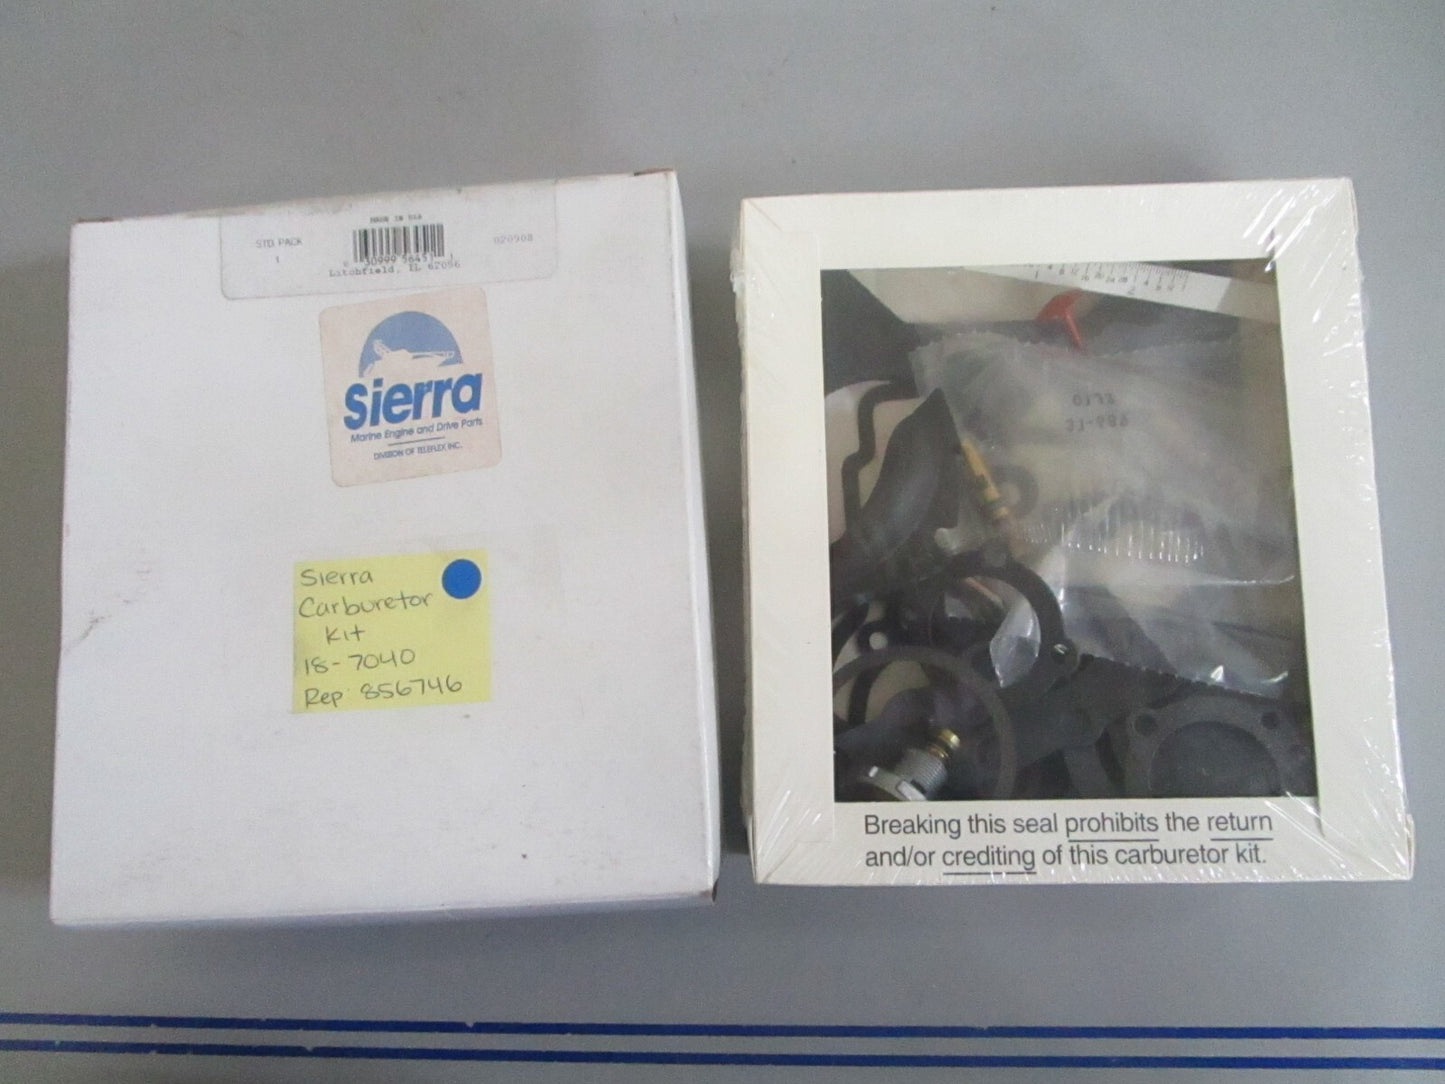 MADE IN USA
STD PACK
1
020908
Litchfield, IL 62056
Sierra
Marine Engine and Drive Parts
DIVISION OF TELEFLEX INC.
Sierra
Carburetor
Kit
18-7040
Rep: 856746
Breaking this seal prohibits the return
and/or crediting of this carburetor kit.